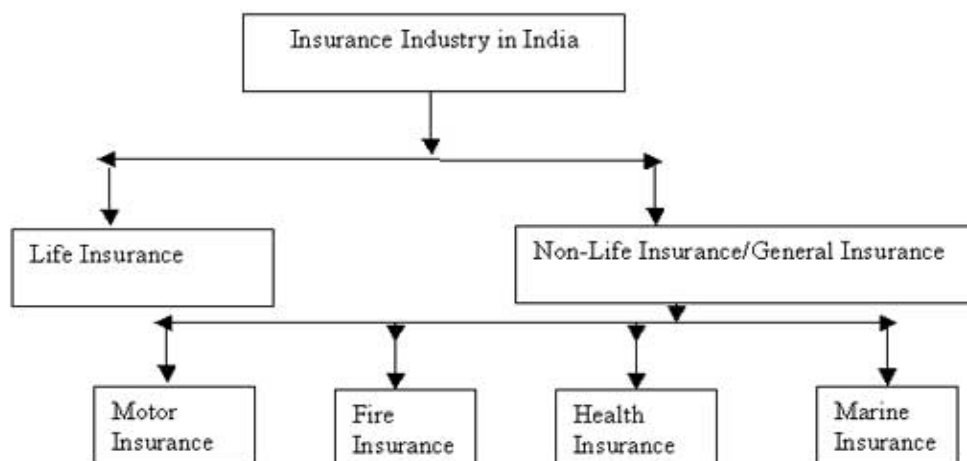 Insurance Industry in India
Life Insurance
Non-Life Insurance/General Insurance
Motor
Insurance
Fire
Insurance
Health
Insurance
Marine
Insurance